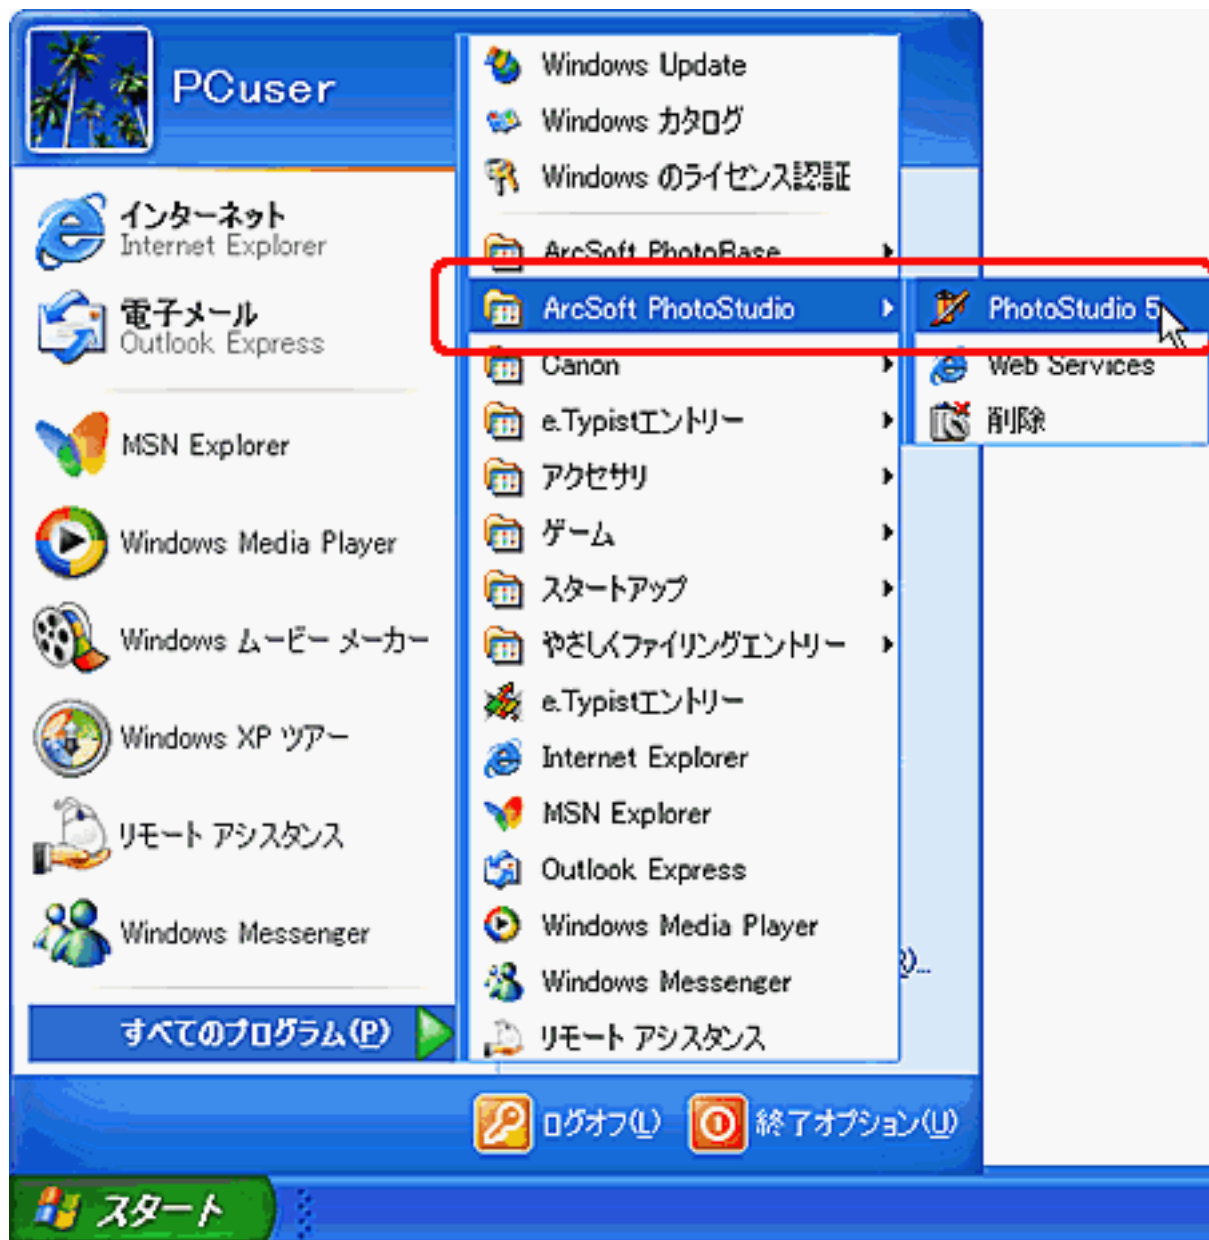 PCuser
インターネット
Internet Explorer
電子メール
Outlook Express
MSN Explorer
Windows Media Player
Windows ムービー メーカー
Windows XP ツアー
リモート アシスタンス
Windows Messenger
すべてのプログラム(P)
Windows Update
Windows カタログ
Windows のライセンス認証
ArcSoft PhotoBase
ArcSoft PhotoStudio
Canon
e.Typistエントリー
アクセサリ
ゲーム
スタートアップ
やさしくファイリングエントリー
e.Typistエントリー
Internet Explorer
MSN Explorer
Outlook Express
Windows Media Player
Windows Messenger
リモート アシスタンス
PhotoStudio 5
Web Services
削除
ログオフ(L)
終了オプション(U)
スタート